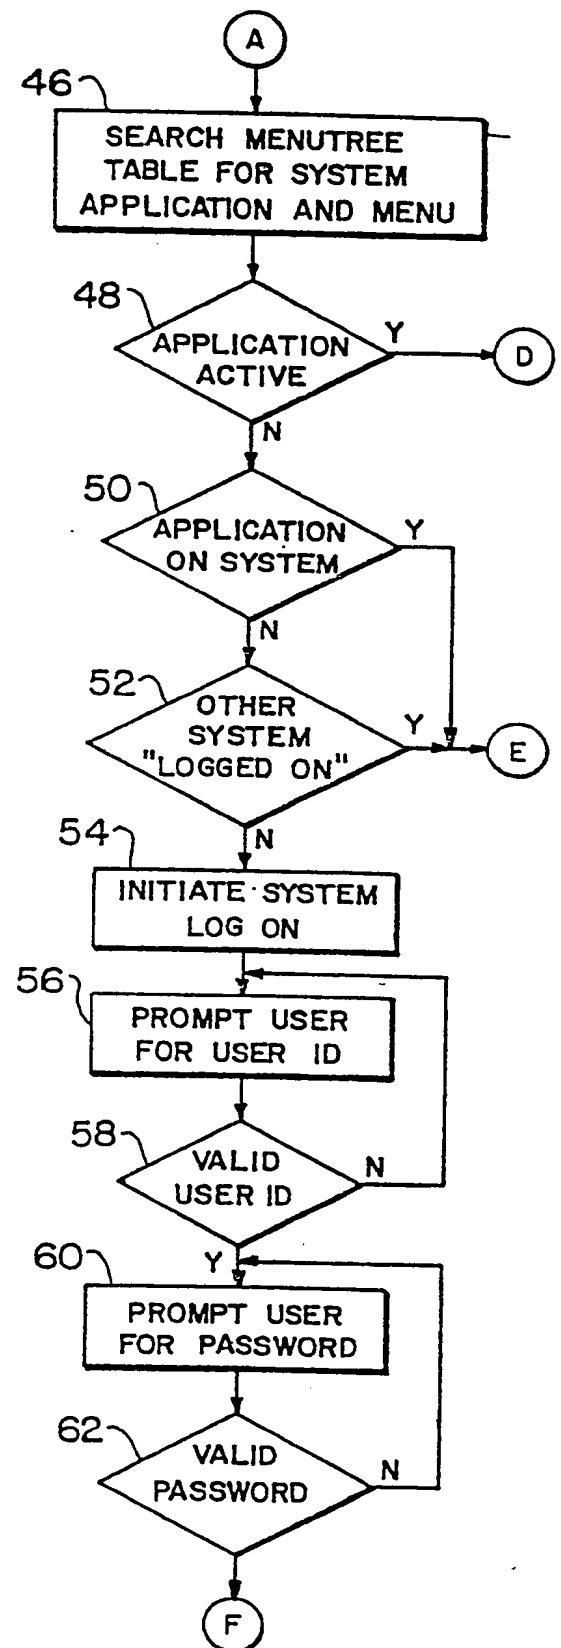 A
46
SEARCH MENUTREE
TABLE FOR SYSTEM
APPLICATION AND MENU
48
APPLICATION
ACTIVE
Y
D
N
50
APPLICATION
ON SYSTEM
Y
N
52
OTHER
SYSTEM
"LOGGED ON"
Y
E
N
54
INITIATE SYSTEM
LOG ON
56
PROMPT USER
FOR USER ID
58
VALID
USER ID
N
Y
60
PROMPT USER
FOR PASSWORD
62
VALID
PASSWORD
N
F